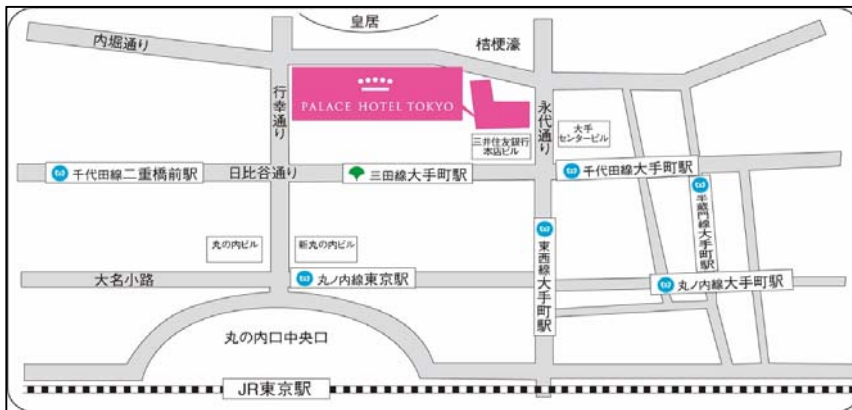 皇居
内堀通り
桔梗濠
行幸通り
PALACE HOTEL TOKYO
永代通り
三井住友銀行
本店ビル
大手
センタービル
千代田線二重橋前駅
日比谷通り
三田線大手町駅
千代田線大手町駅
半蔵門線大手町駅
丸の内ビル
新丸の内ビル
東西線大手町駅
大名小路
丸ノ内線東京駅
丸ノ内線大手町駅
丸の内口中央口
JR東京駅